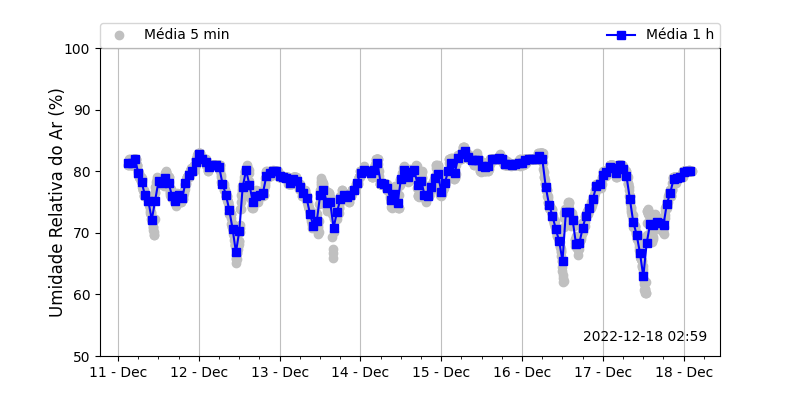 Média 5 min Média 1 h
Umidade Relativa do Ar (%)
100
90
80
70
60
50
2022-12-18 02:59
11 - Dec 12 - Dec 13 - Dec 14 - Dec 15 - Dec 16 - Dec 17 - Dec 18 - Dec